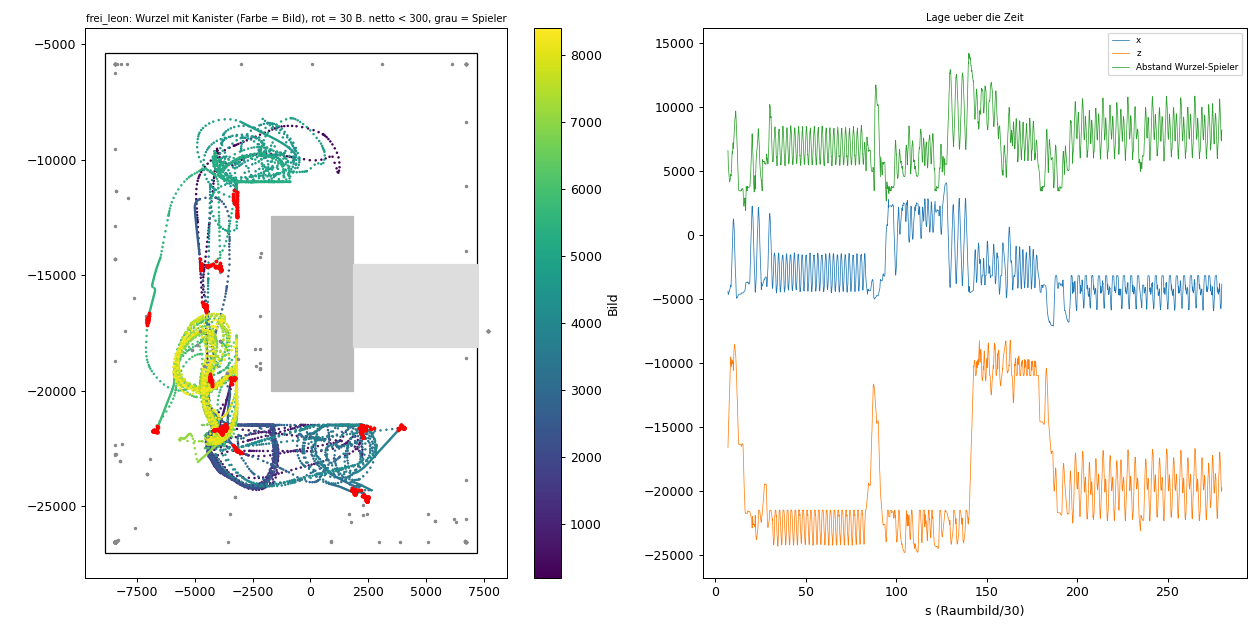 frei_leon: Wurzel mit Kanister (Farbe = Bild), rot = 30 B. netto < 300, grau = Spieler
−5000
−10000
−15000
−20000
−25000
−7500 −5000 −2500 0 2500 5000 7500
8000
7000
6000
5000
4000
3000
2000
1000
Bild
Lage ueber die Zeit
x
z
Abstand Wurzel-Spieler
15000
10000
5000
0
−5000
−10000
−15000
−20000
−25000
0 50 100 150 200 250
s (Raumbild/30)